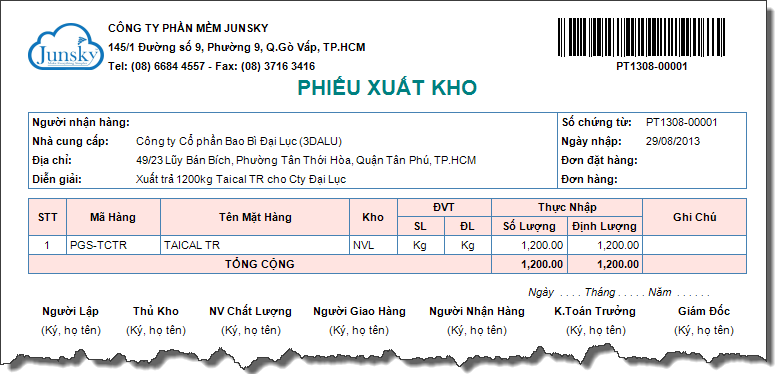 Junsky
CÔNG TY PHẦN MỀM JUNSKY
145/1 Đường số 9, Phường 9, Q.Gò Vấp, TP.HCM
Tel: (08) 6684 4557 - Fax: (08) 3716 3416
PT1308-00001
PHIẾU XUẤT KHO
Người nhận hàng:
Số chứng từ: PT1308-00001
Nhà cung cấp: Công ty Cổ phần Bao Bì Đại Lục (3DALU)
Ngày nhập: 29/08/2013
Địa chỉ: 49/23 Lũy Bán Bích, Phường Tân Thới Hòa, Quận Tân Phú, TP.HCM
Đơn đặt hàng:
Diễn giải: Xuất trả 1200kg Taical TR cho Cty Đại Lục
Đơn hàng:
STT Mã Hàng Tên Mặt Hàng Kho ĐVT Thực Nhập Ghi Chú
SL ĐL Số Lượng Định Lượng
1 PGS-TCTR TAICAL TR NVL Kg Kg 1,200.00 1,200.00
TỔNG CỘNG 1,200.00 1,200.00
Ngày . . . . Tháng . . . . . Năm . . . . . .
Người Lập Thủ Kho NV Chất Lượng Người Giao Hàng Người Nhận Hàng K.Toán Trưởng Giám Đốc
(Ký, họ tên) (Ký, họ tên) (Ký, họ tên) (Ký, họ tên) (Ký, họ tên) (Ký, họ tên) (Ký, họ tên)